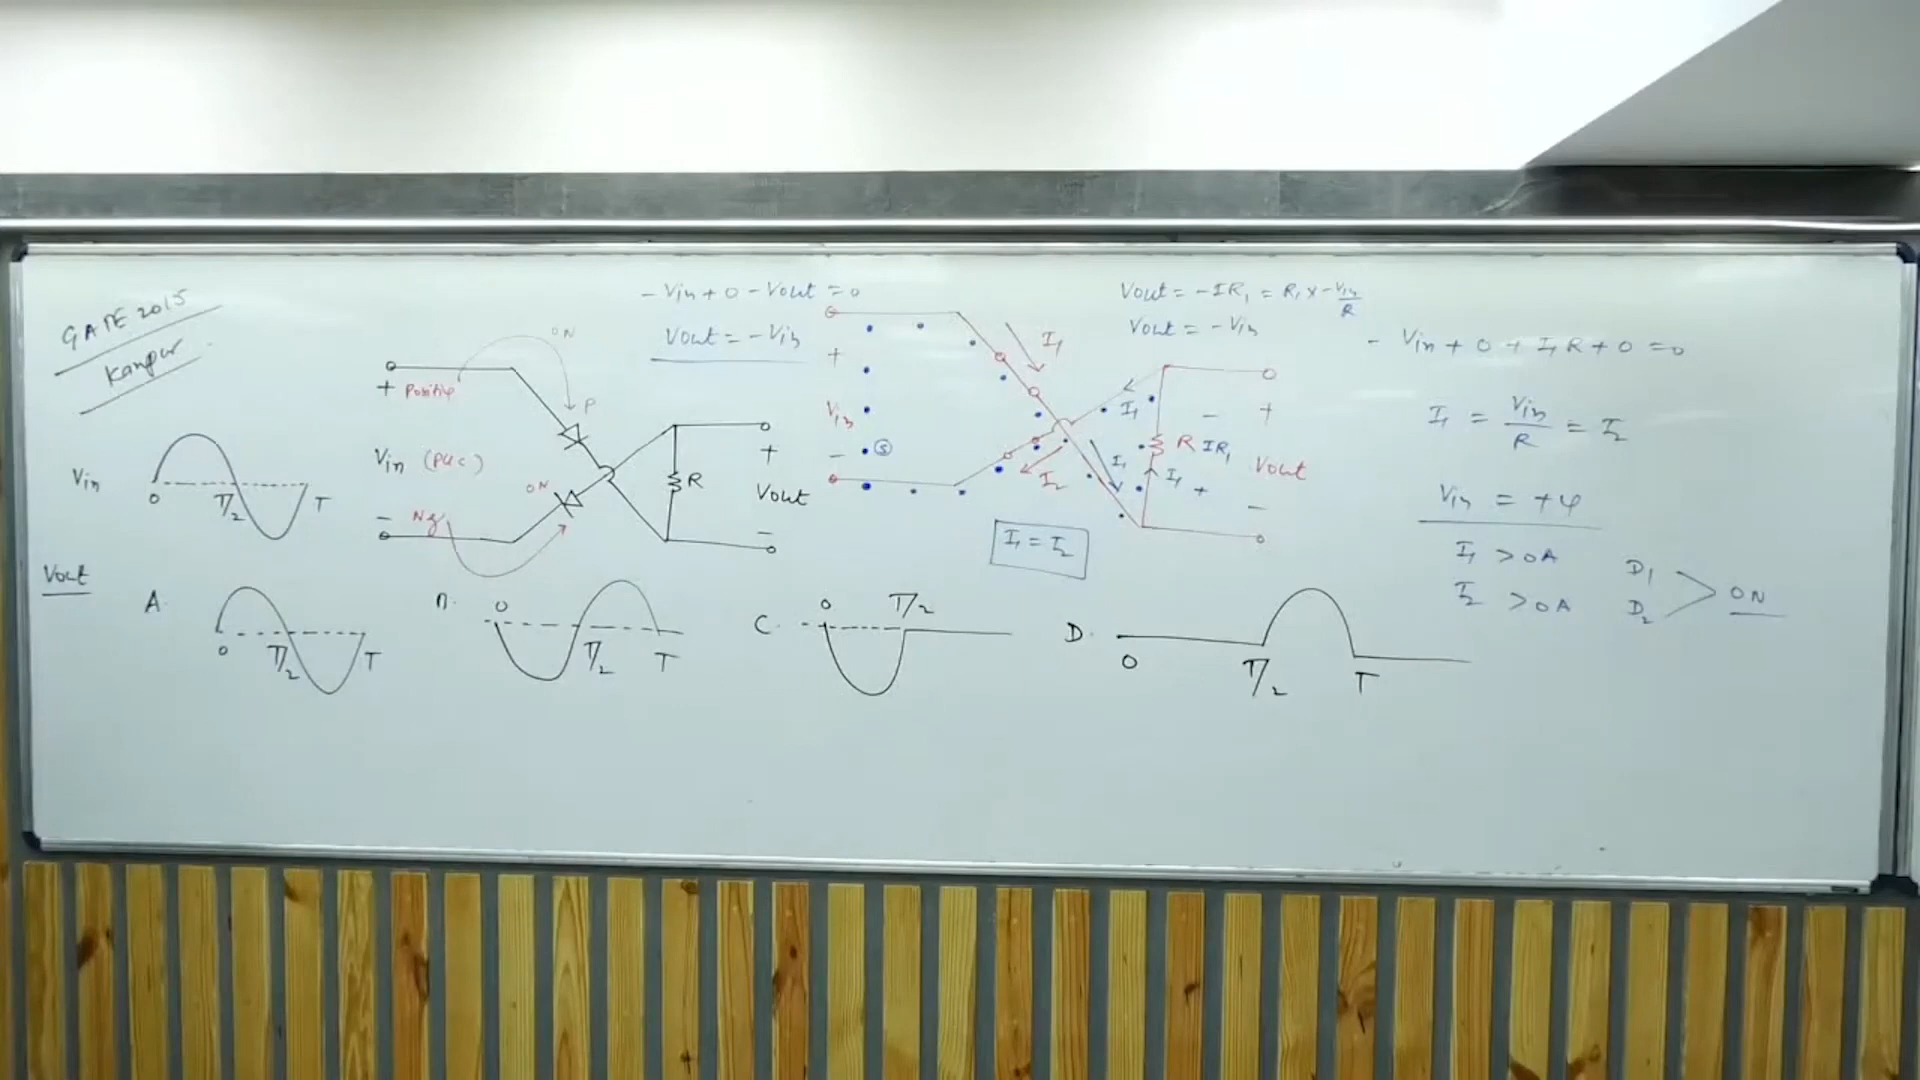 GATE 2015
Kanpur
Vin
0
T/2
T
+ Positive
Vin (PHC)
- Neg
ON
P
ON
R
+
Vout
-
-Vin + 0 - Vout = 0
Vout = -Vin
+
Vin
-
S
I1
I1
I2
I1
I1
-
R IR1
+
+
Vout
-
I1 = I2
Vout = -IR1 = R1 x -Vin/R
Vout = -Vin
- Vin + 0 + I1R + 0 = 0
I1 = Vin/R = I2
Vin = +ψ
I1 > 0A
I2 > 0A
D1
D2
ON
Vout
A.
0
T/2
T
B.
0
T/2
T
C.
0
T/2
D.
0
T/2
T